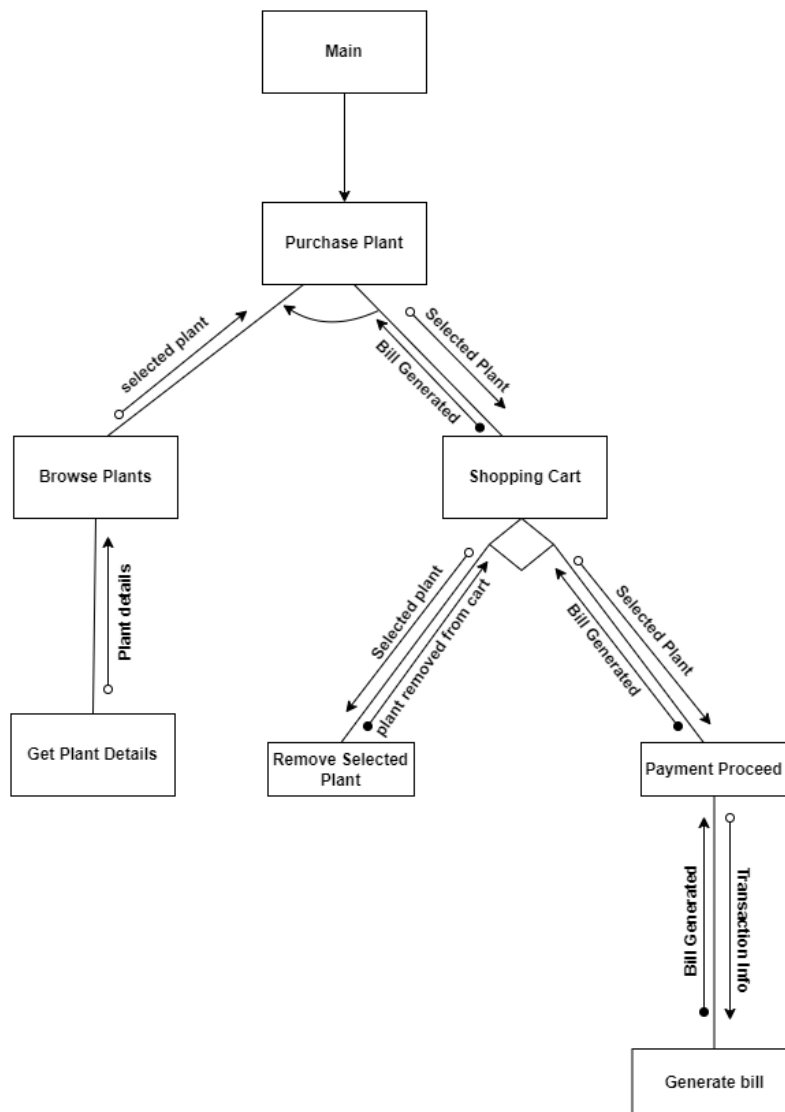 Main
Purchase Plant
selected plant
Selected Plant
Bill Generated
Browse Plants
Shopping Cart
Plant details
Selected plant
plant removed from cart
Selected Plant
Bill Generated
Get Plant Details
Remove Selected
Plant
Payment Proceed
Bill Generated
Transaction Info
Generate bill